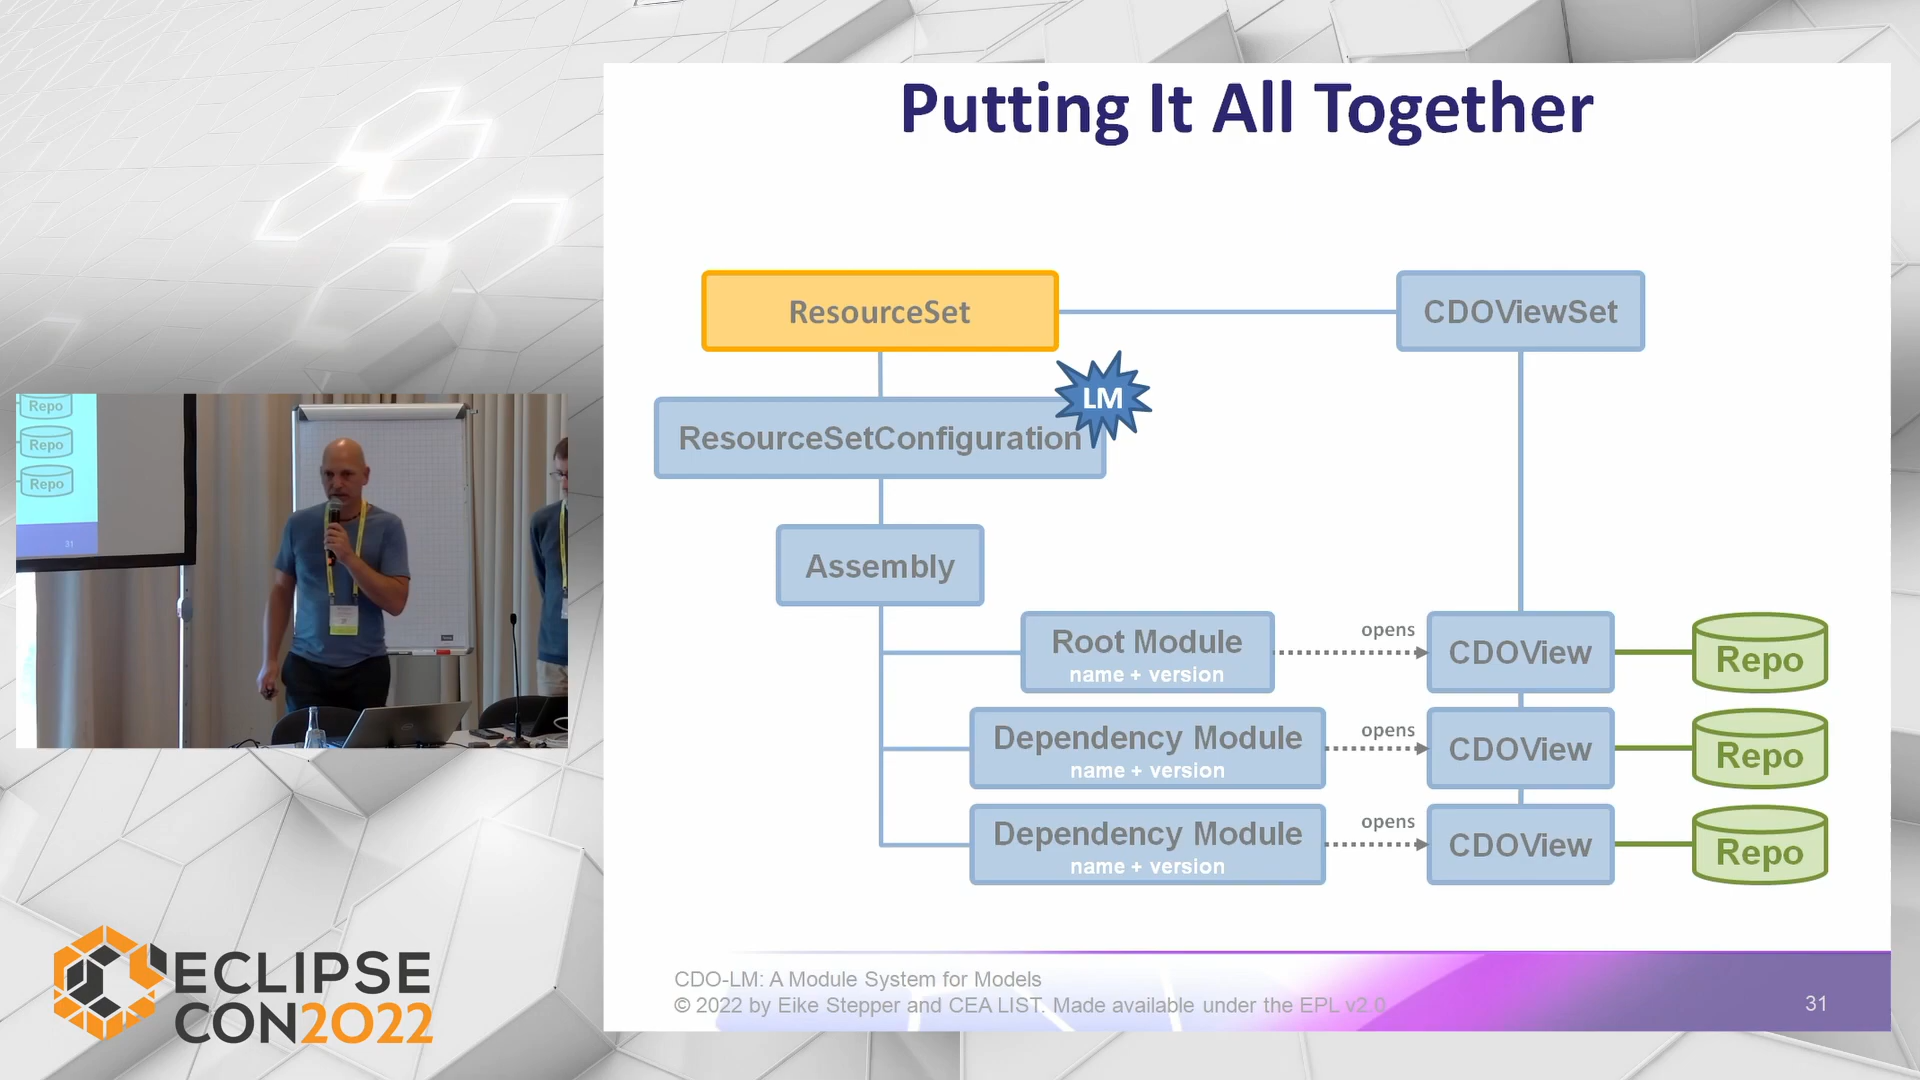 Putting It All Together
ResourceSet
CDOViewSet
LM
ResourceSetConfiguration
Assembly
Root Module
name + version
opens
CDOView
Repo
Dependency Module
name + version
opens
CDOView
Repo
Dependency Module
name + version
opens
CDOView
Repo
CDO-LM: A Module System for Models
© 2022 by Eike Stepper and CEA LIST. Made available under the EPL v2.0
31
Repo
Repo
Repo
31
ECLIPSE
CON2022